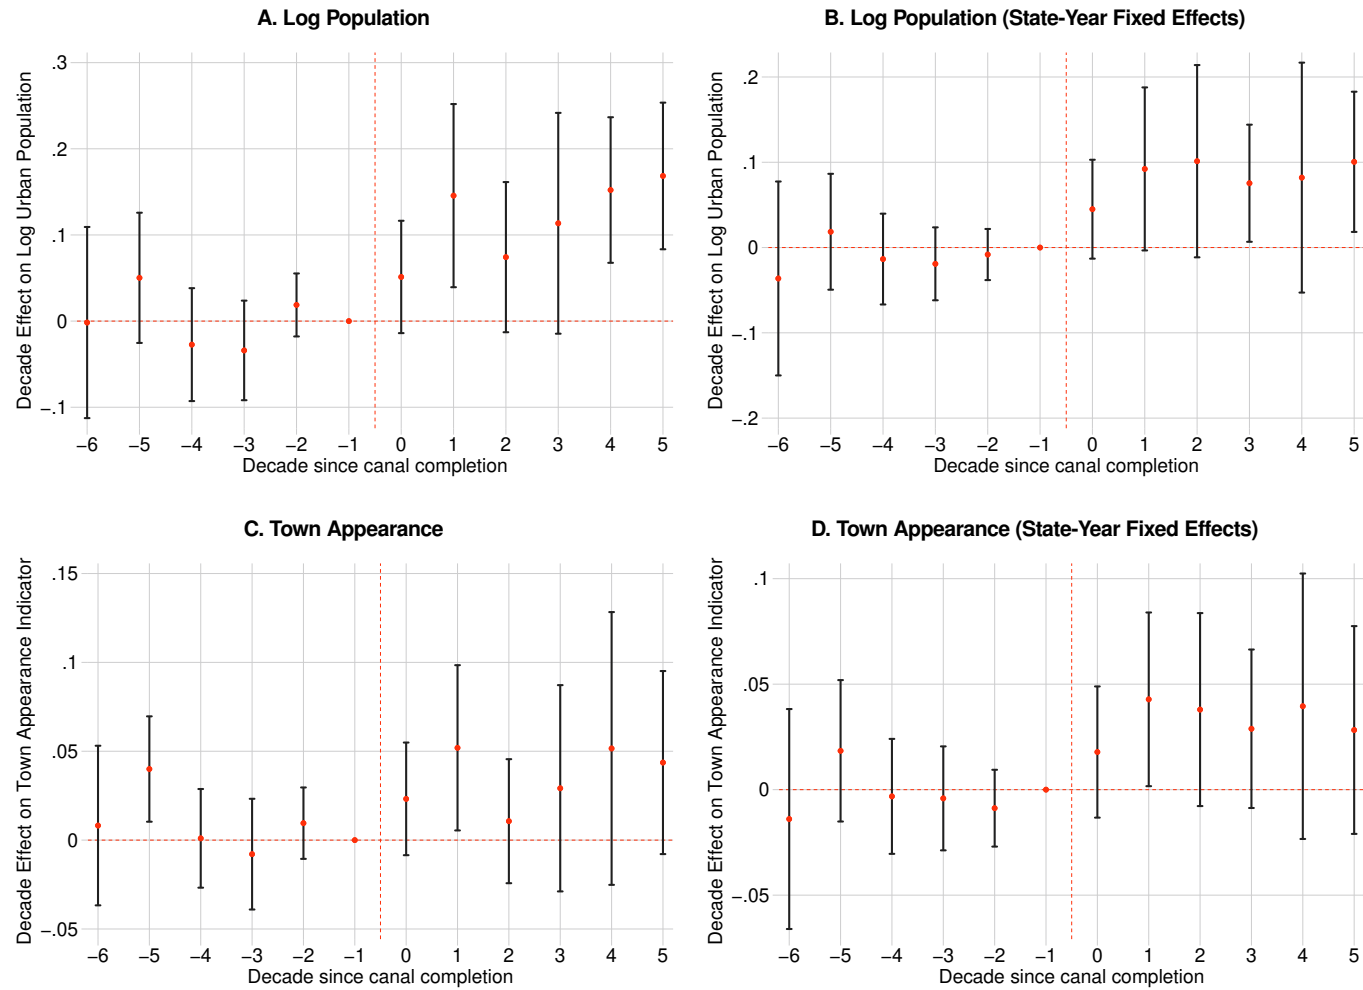 A. Log Population
Decade Effect on Log Urban Population
.3
.2
.1
0
−.1
−6 −5 −4 −3 −2 −1 0 1 2 3 4 5
Decade since canal completion
B. Log Population (State-Year Fixed Effects)
Decade Effect on Log Urban Population
.2
.1
0
−.1
−.2
−6 −5 −4 −3 −2 −1 0 1 2 3 4 5
Decade since canal completion
C. Town Appearance
Decade Effect on Town Appearance Indicator
.15
.1
.05
0
−.05
−6 −5 −4 −3 −2 −1 0 1 2 3 4 5
Decade since canal completion
D. Town Appearance (State-Year Fixed Effects)
Decade Effect on Town Appearance Indicator
.1
.05
0
−.05
−6 −5 −4 −3 −2 −1 0 1 2 3 4 5
Decade since canal completion